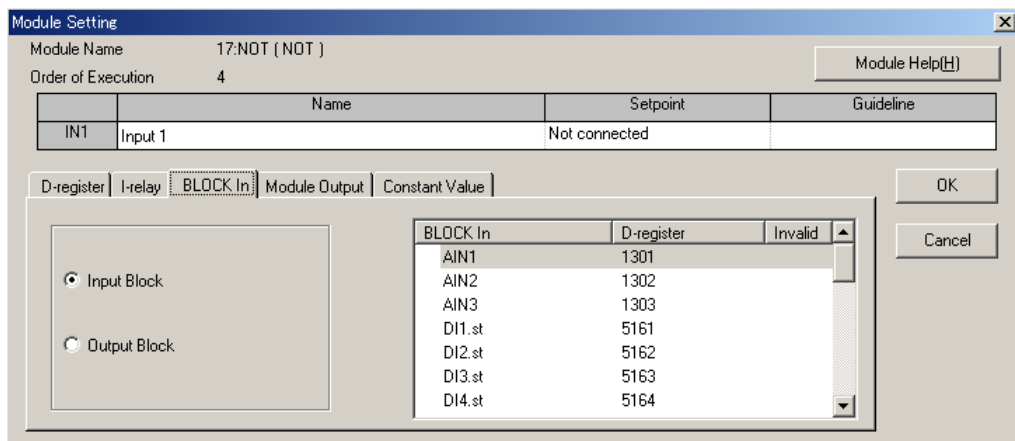 Module Setting
Module Name 17:NOT ( NOT )
Order of Execution 4
Module Help(H)
Name Setpoint Guideline
IN1 Input 1 Not connected
D-register I-relay BLOCK In Module Output Constant Value
OK
Cancel
Input Block
Output Block
BLOCK In D-register Invalid
AIN1 1301
AIN2 1302
AIN3 1303
DI1.st 5161
DI2.st 5162
DI3.st 5163
DI4.st 5164